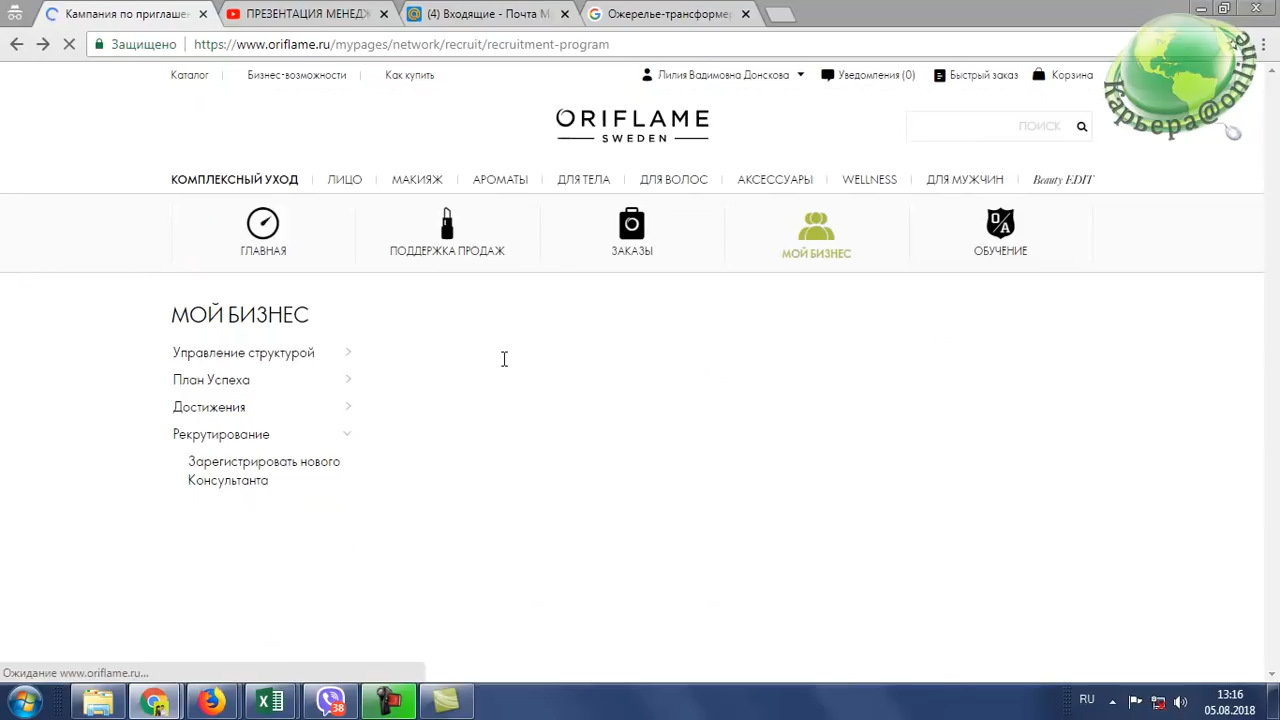 Кампания по приглаше
ПРЕЗЕНТАЦИЯ МЕНЕДЖ
(4) Входящие - Почта М
Ожерелье-трансформе
Защищено
https://www.oriflame.ru/mypages/network/recruit/recruitment-program
Карьера@online
Каталог
Бизнес-возможности
Как купить
Лилия Вадимовна Донскова
Уведомления (0)
Быстрый заказ
Корзина
ORIFLAME
SWEDEN
ПОИСК
КОМПЛЕКСНЫЙ УХОД
ЛИЦО
МАКИЯЖ
АРОМАТЫ
ДЛЯ ТЕЛА
ДЛЯ ВОЛОС
АКСЕССУАРЫ
WELLNESS
ДЛЯ МУЖЧИН
Beauty EDIT
ГЛАВНАЯ
ПОДДЕРЖКА ПРОДАЖ
ЗАКАЗЫ
МОЙ БИЗНЕС
O/A
ОБУЧЕНИЕ
МОЙ БИЗНЕС
Управление структурой
План Успеха
Достижения
Рекрутирование
Зарегистрировать нового
Консультанта
Ожидание www.oriflame.ru...
38
RU
13:16
05.08.2018